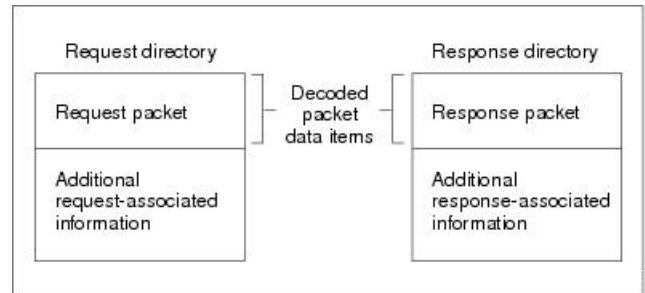 Request directory
Request packet
Additional
request-associated
information
Decoded
packet
data items
Response directory
Response packet
Additional
response-associated
information